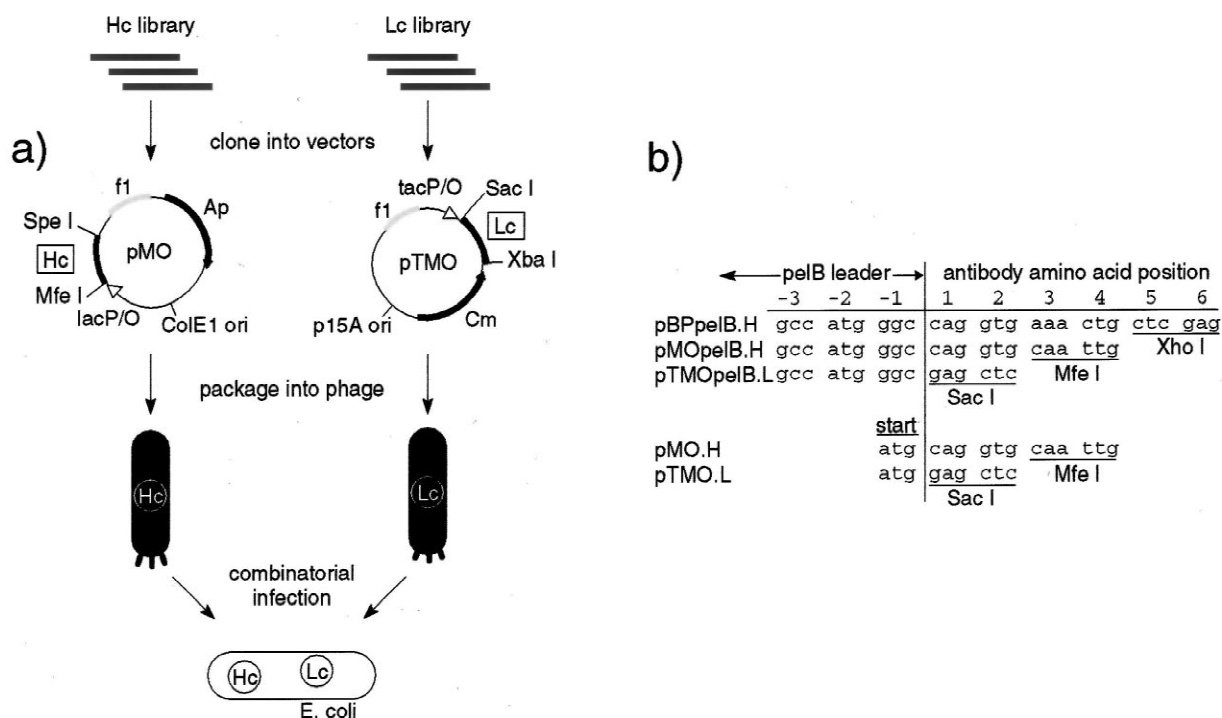 Hc library
Lc library
a)
clone into vectors
f1
Ap
Spe I
Hc
pMO
Mfe I
lacP/O
ColE1 ori
tacP/O
Sac I
f1
Lc
pTMO
Xba I
p15A ori
Cm
package into phage
Hc
Lc
combinatorial
infection
Hc
Lc
E. coli
b)
pelB leader antibody amino acid position
-3 -2 -1 1 2 3 4 5 6
pBPpelB.H gcc atg ggc cag gtg aaa ctg ctc gag
Xho I
pMOpelB.H gcc atg ggc cag gtg caa ttg
Mfe I
pTMOpelB.L gcc atg ggc gag ctc
Sac I
start
pMO.H atg cag gtg caa ttg
Mfe I
pTMO.L atg gag ctc
Sac I